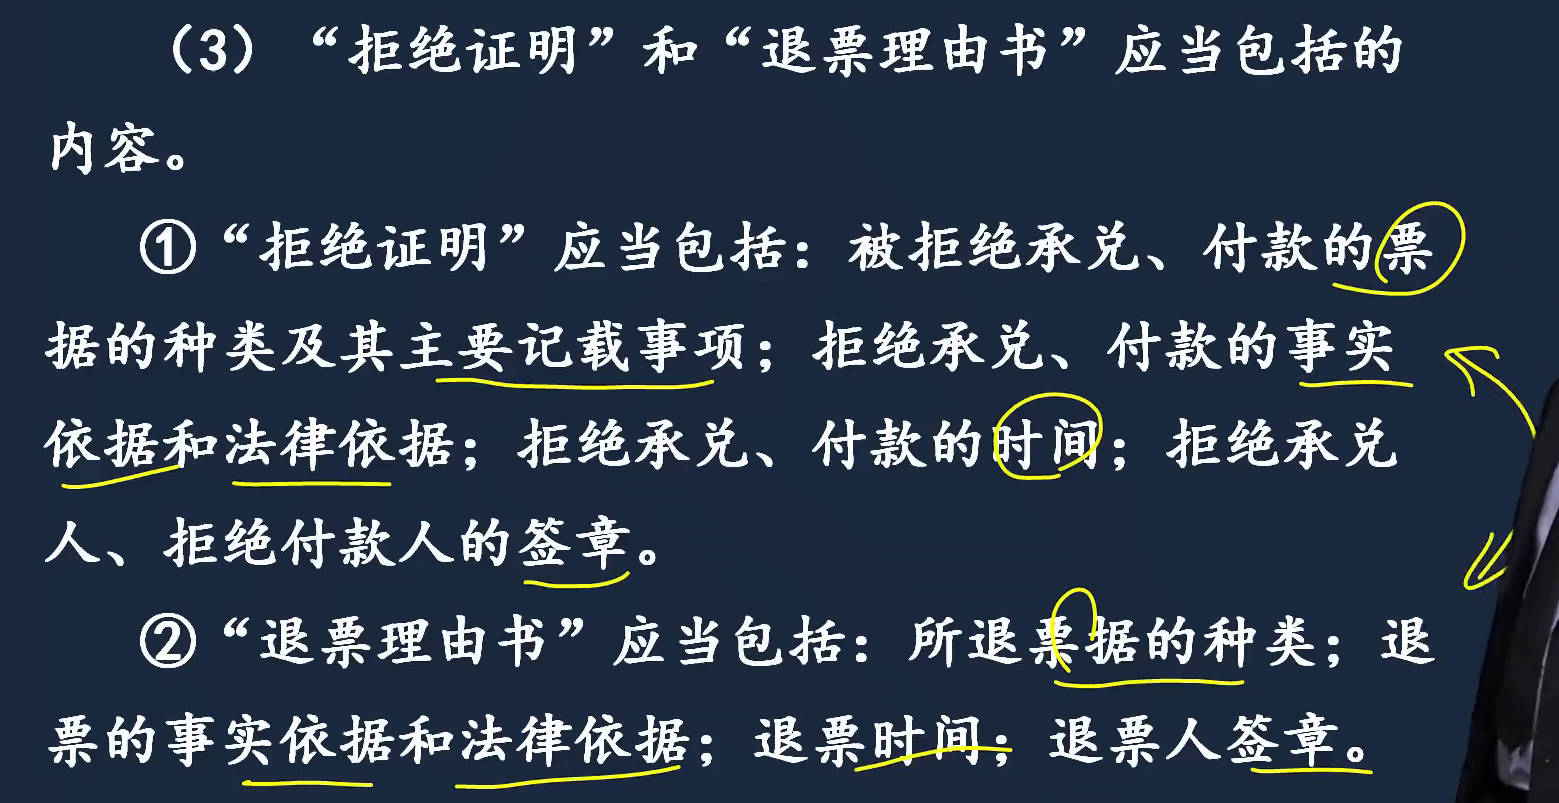 （3）“拒绝证明”和“退票理由书”应当包括的
内容。
①“拒绝证明”应当包括：被拒绝承兑、付款的票
据的种类及其主要记载事项；拒绝承兑、付款的事实
依据和法律依据；拒绝承兑、付款的时间；拒绝承兑
人、拒绝付款人的签章。
②“退票理由书”应当包括：所退票据的种类；退
票的事实依据和法律依据；退票时间；退票人签章。